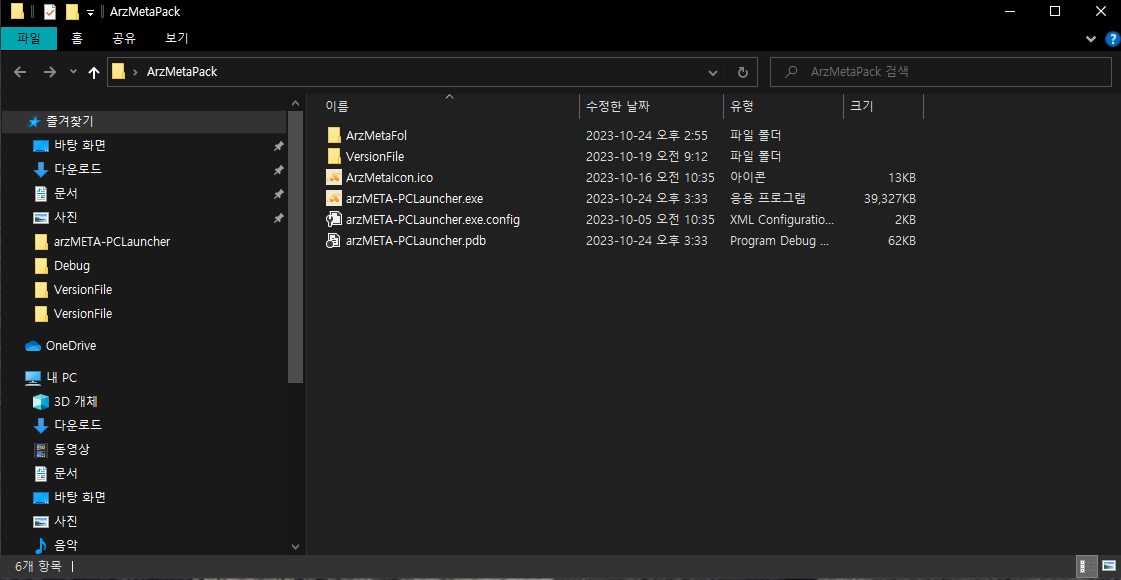 ArzMetaPack
파일 홈 공유 보기
ArzMetaPack
ArzMetaPack 검색
즐겨찾기
바탕 화면
다운로드
문서
사진
arzMETA-PCLauncher
Debug
VersionFile
VersionFile
OneDrive
내 PC
3D 개체
다운로드
동영상
문서
바탕 화면
사진
음악
이름 수정한 날짜 유형 크기
ArzMetaFol 2023-10-24 오후 2:55 파일 폴더
VersionFile 2023-10-19 오전 9:12 파일 폴더
ArzMetaIcon.ico 2023-10-16 오전 10:35 아이콘 13KB
arzMETA-PCLauncher.exe 2023-10-24 오후 3:33 응용 프로그램 39,327KB
arzMETA-PCLauncher.exe.config 2023-10-05 오전 10:35 XML Configuratio... 2KB
arzMETA-PCLauncher.pdb 2023-10-24 오후 3:33 Program Debug ... 62KB
6개 항목